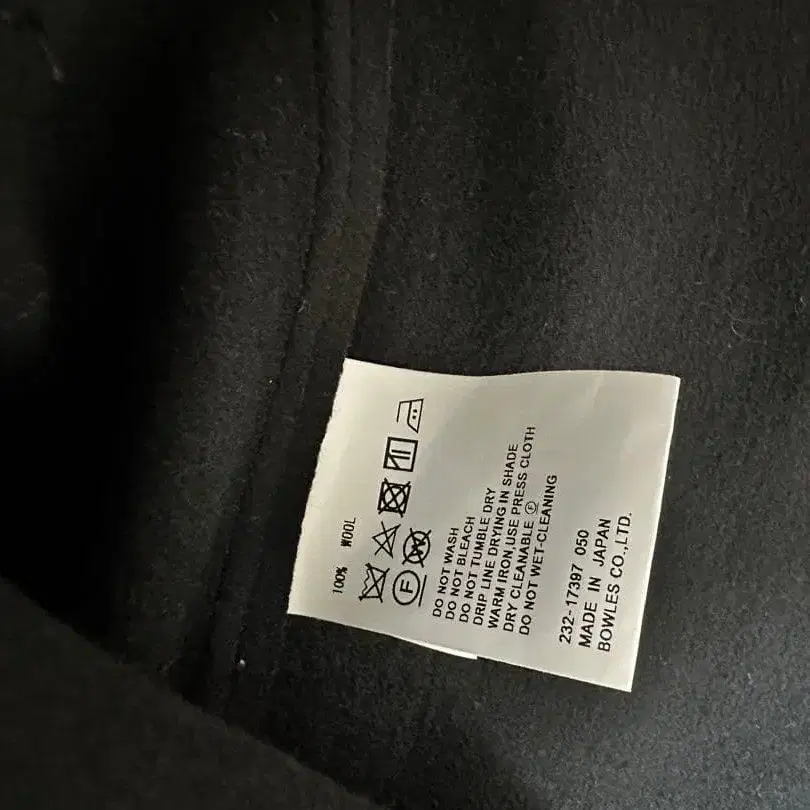 100% WOOL
DO NOT WASH
DO NOT BLEACH
DO NOT TUMBLE DRY
DRIP LINE DRYING IN SHADE
WARM IRON,USE PRESS CLOTH
DRY CLEANABLE Ⓕ
DO NOT WET-CLEANING
232-17397 050
MADE IN JAPAN
BOWLES CO.,LTD.